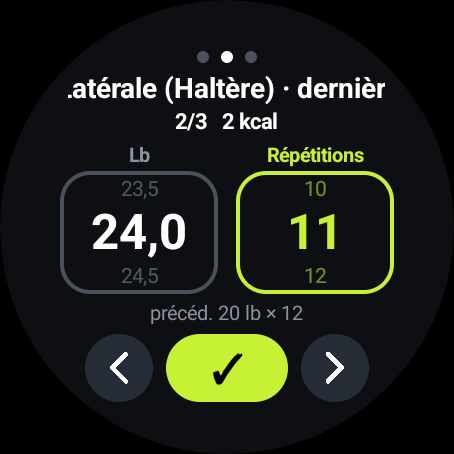 .atérale (Haltère) · dernièr
2/3 2 kcal
Lb Répétitions
23,5 10
24,0 11
24,5 12
précéd. 20 lb × 12
✓